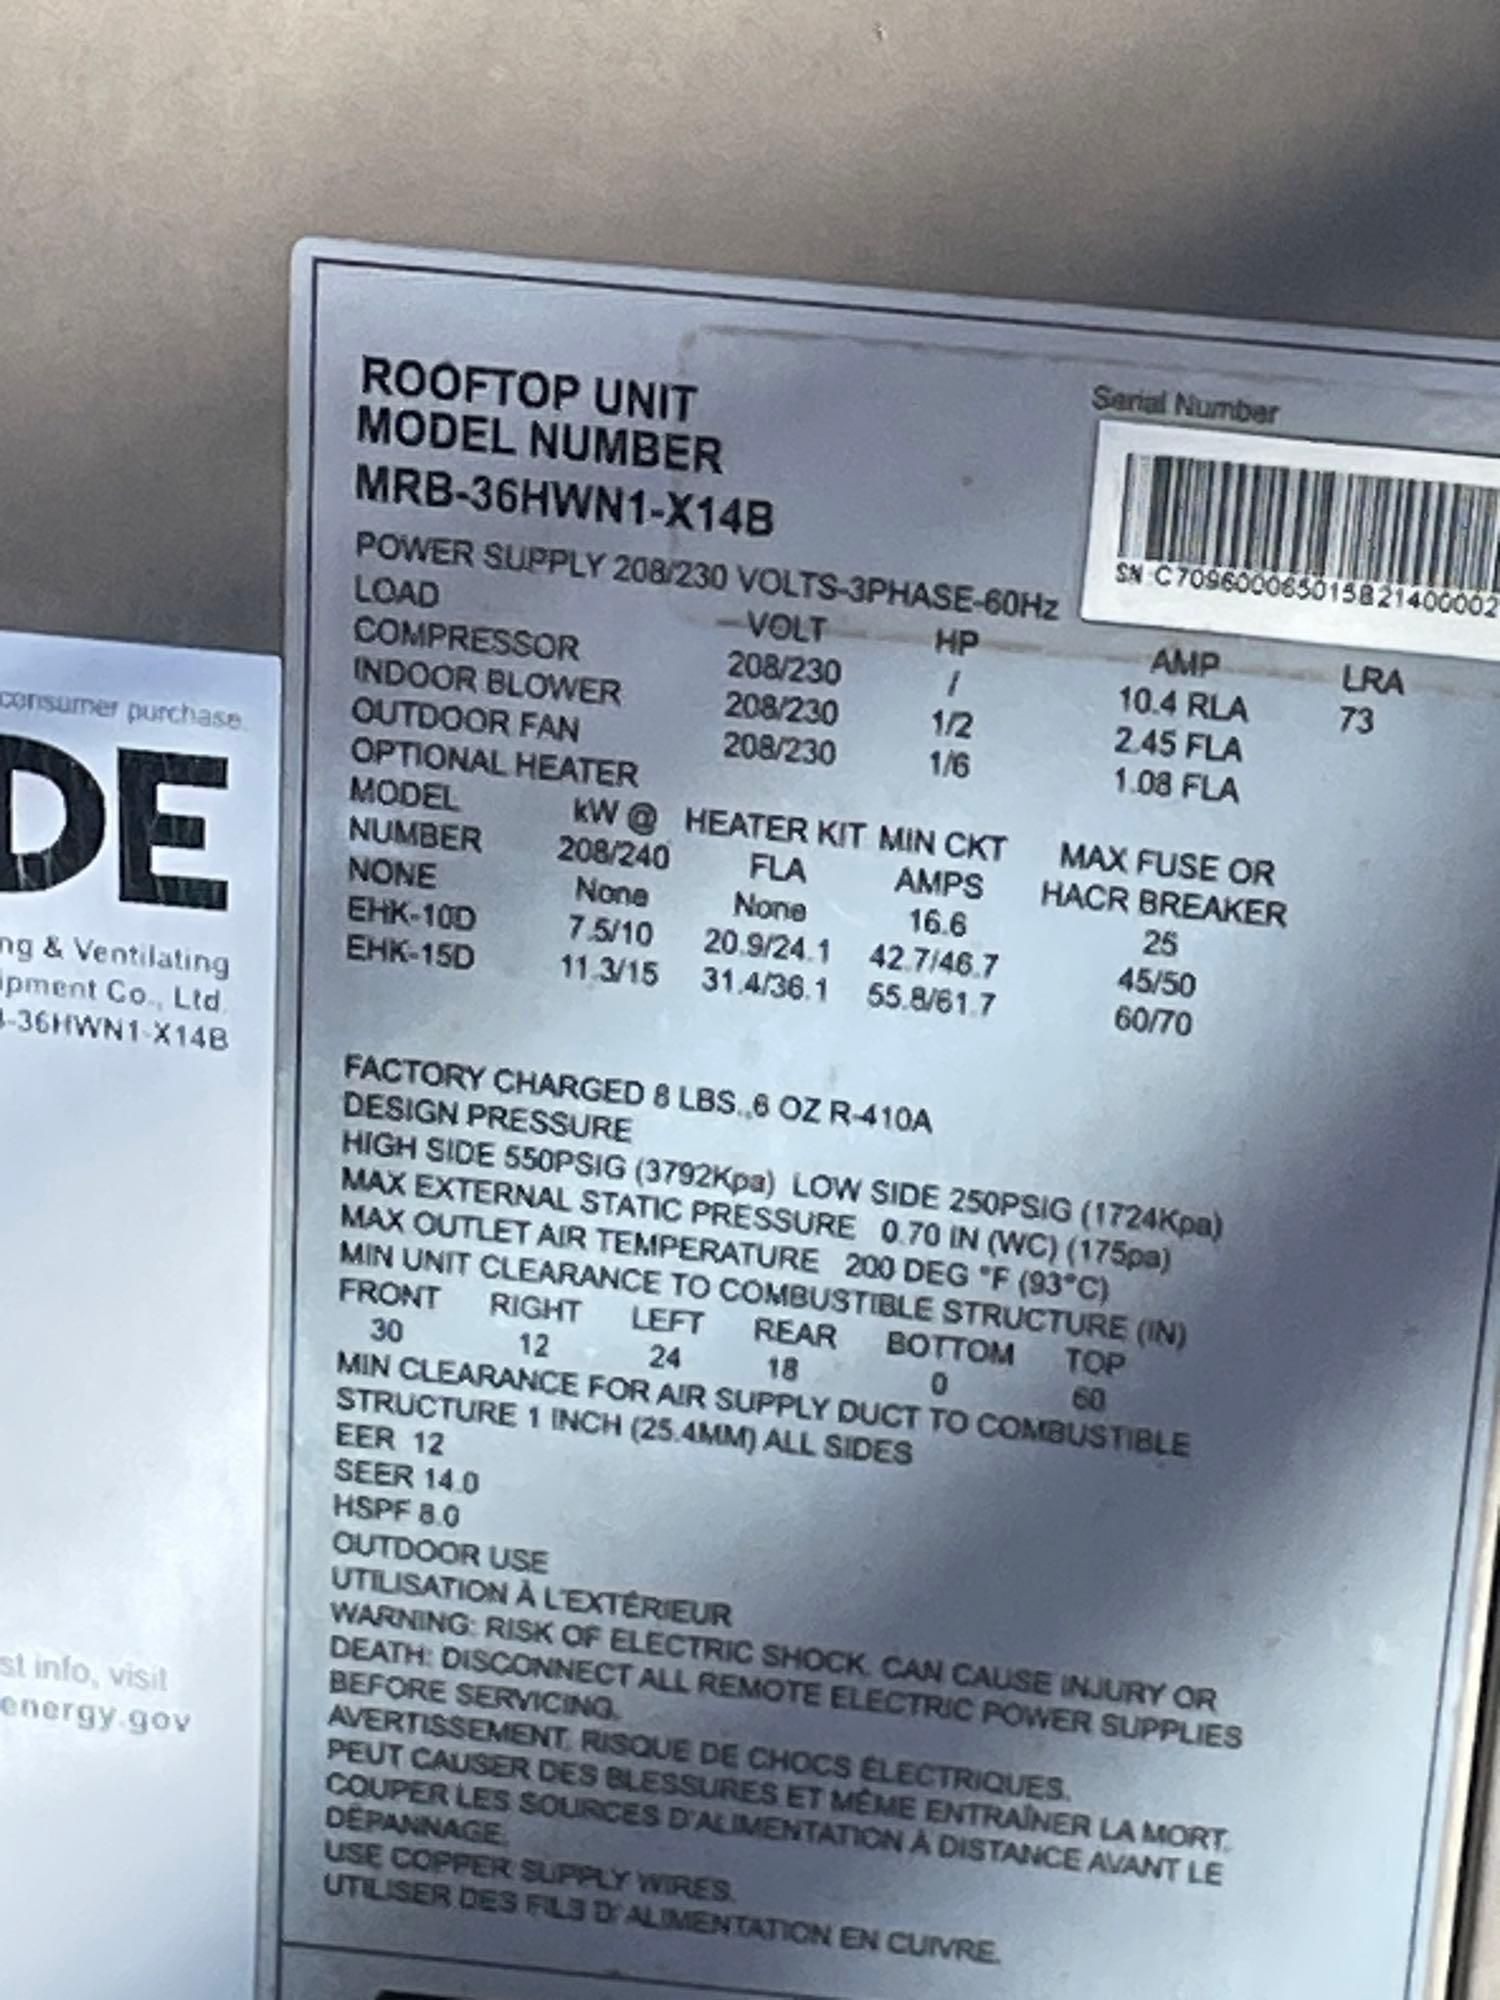 ROOFTOP UNIT
MODEL NUMBER
MRB-36HWN1-X14B
Serial Number
SN C709600065015B21400002
POWER SUPPLY 208/230 VOLTS-3PHASE-60Hz
LOAD VOLT HP AMP LRA
COMPRESSOR 208/230 / 10.4 RLA 73
INDOOR BLOWER 208/230 1/2 2.45 FLA
OUTDOOR FAN 208/230 1/6 1.08 FLA
OPTIONAL HEATER
MODEL kW @ HEATER KIT MIN CKT MAX FUSE OR
NUMBER 208/240 FLA AMPS HACR BREAKER
NONE None None 16.6 25
EHK-10D 7.5/10 20.9/24.1 42.7/46.7 45/50
EHK-15D 11.3/15 31.4/36.1 55.8/61.7 60/70
FACTORY CHARGED 8 LBS.,6 OZ R-410A
DESIGN PRESSURE
HIGH SIDE 550PSIG (3792Kpa) LOW SIDE 250PSIG (1724Kpa)
MAX EXTERNAL STATIC PRESSURE 0.70 IN (WC) (175pa)
MAX OUTLET AIR TEMPERATURE 200 DEG °F (93°C)
MIN UNIT CLEARANCE TO COMBUSTIBLE STRUCTURE (IN)
FRONT RIGHT LEFT REAR BOTTOM TOP
30 12 24 18 0 60
MIN CLEARANCE FOR AIR SUPPLY DUCT TO COMBUSTIBLE
STRUCTURE 1 INCH (25.4MM) ALL SIDES
EER 12
SEER 14.0
HSPF 8.0
OUTDOOR USE
UTILISATION À L'EXTÉRIEUR
WARNING: RISK OF ELECTRIC SHOCK. CAN CAUSE INJURY OR
DEATH: DISCONNECT ALL REMOTE ELECTRIC POWER SUPPLIES
BEFORE SERVICING.
AVERTISSEMENT. RISQUE DE CHOCS ÉLECTRIQUES.
PEUT CAUSER DES BLESSURES ET MÊME ENTRAÎNER LA MORT.
COUPER LES SOURCES D'ALIMENTATION À DISTANCE AVANT LE
DÉPANNAGE.
USE COPPER SUPPLY WIRES.
UTILISER DES FILS D' ALIMENTATION EN CUIVRE.
consumer purchase.
DE
ng & Ventilating
ipment Co., Ltd.
-36HWN1-X14B
st info, visit
energy.gov